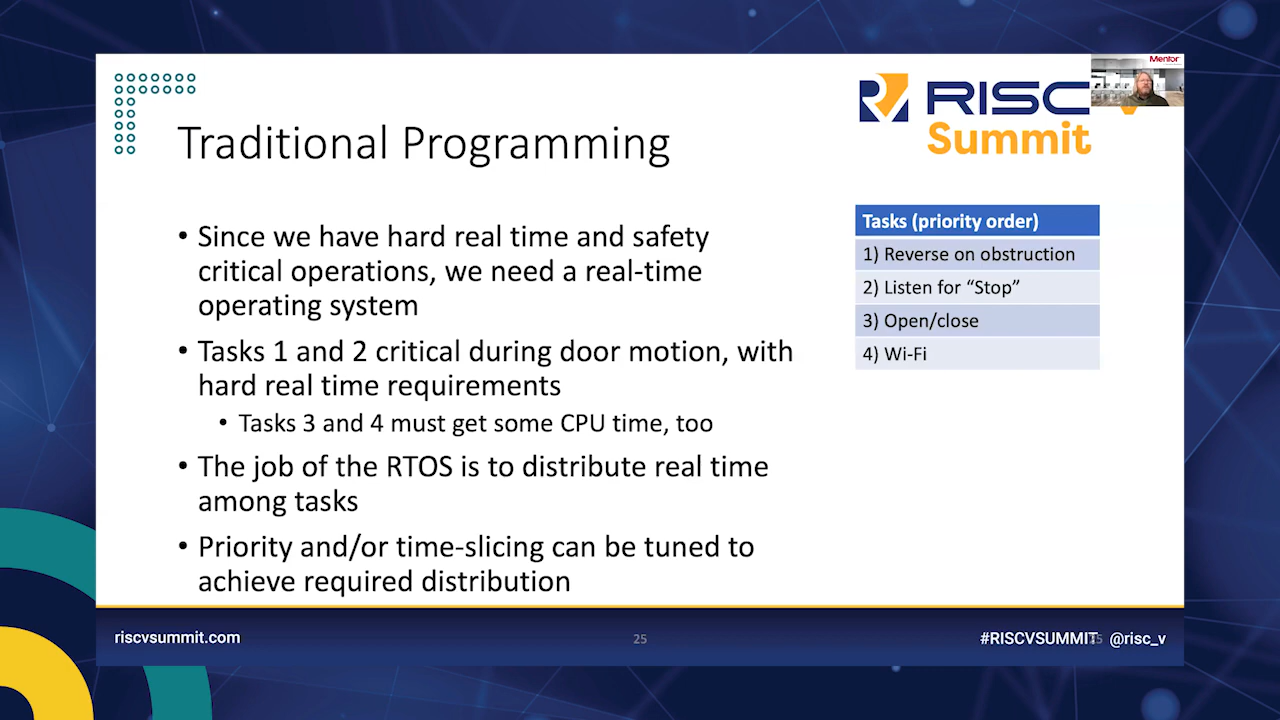 Mentor
RISC
Summit
Traditional Programming
• Since we have hard real time and safety
critical operations, we need a real-time
operating system
• Tasks 1 and 2 critical during door motion, with
hard real time requirements
• Tasks 3 and 4 must get some CPU time, too
• The job of the RTOS is to distribute real time
among tasks
• Priority and/or time-slicing can be tuned to
achieve required distribution
Tasks (priority order)
1) Reverse on obstruction
2) Listen for “Stop”
3) Open/close
4) Wi-Fi
riscvsummit.com
25
#RISCVSUMMIT @risc_v